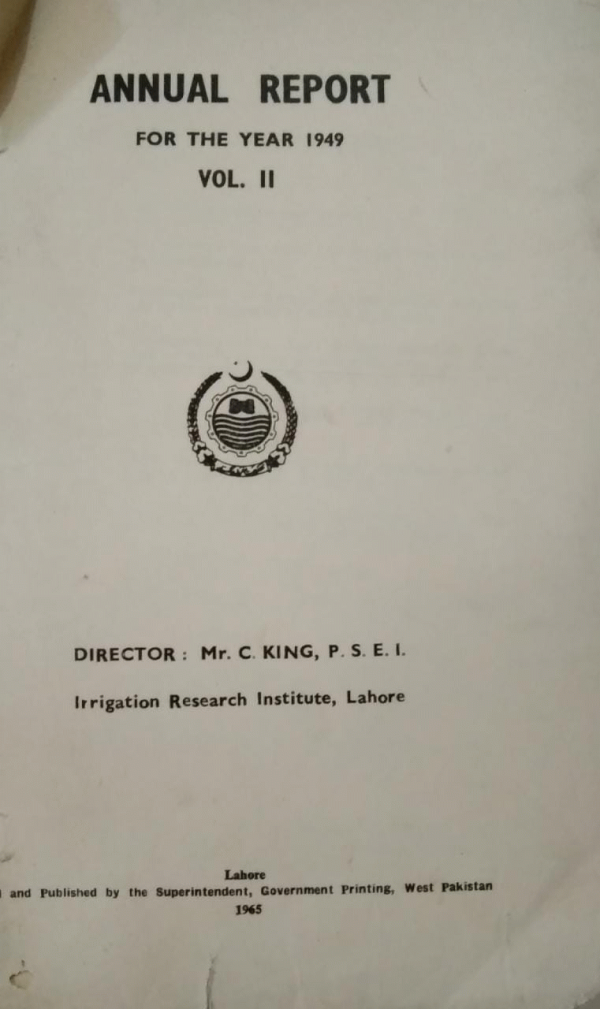 ANNUAL REPORT
FOR THE YEAR 1949
VOL. II
DIRECTOR : Mr. C. KING, P. S. E. I.
Irrigation Research Institute, Lahore
Lahore
and Published by the Superintendent, Government Printing, West Pakistan
1965